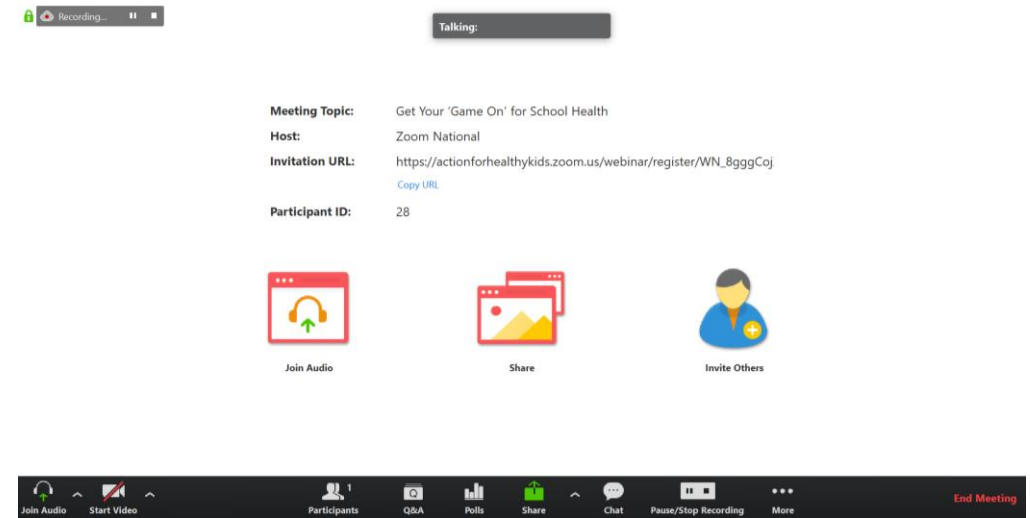 Recording...
Talking:
Meeting Topic: Get Your 'Game On' for School Health
Host: Zoom National
Invitation URL: https://actionforhealthykids.zoom.us/webinar/register/WN_8gggCoj
Copy URL
Participant ID: 28
Join Audio Share Invite Others
1
Q
Join Audio Start Video Participants Q&A Polls Share Chat Pause/Stop Recording More End Meeting